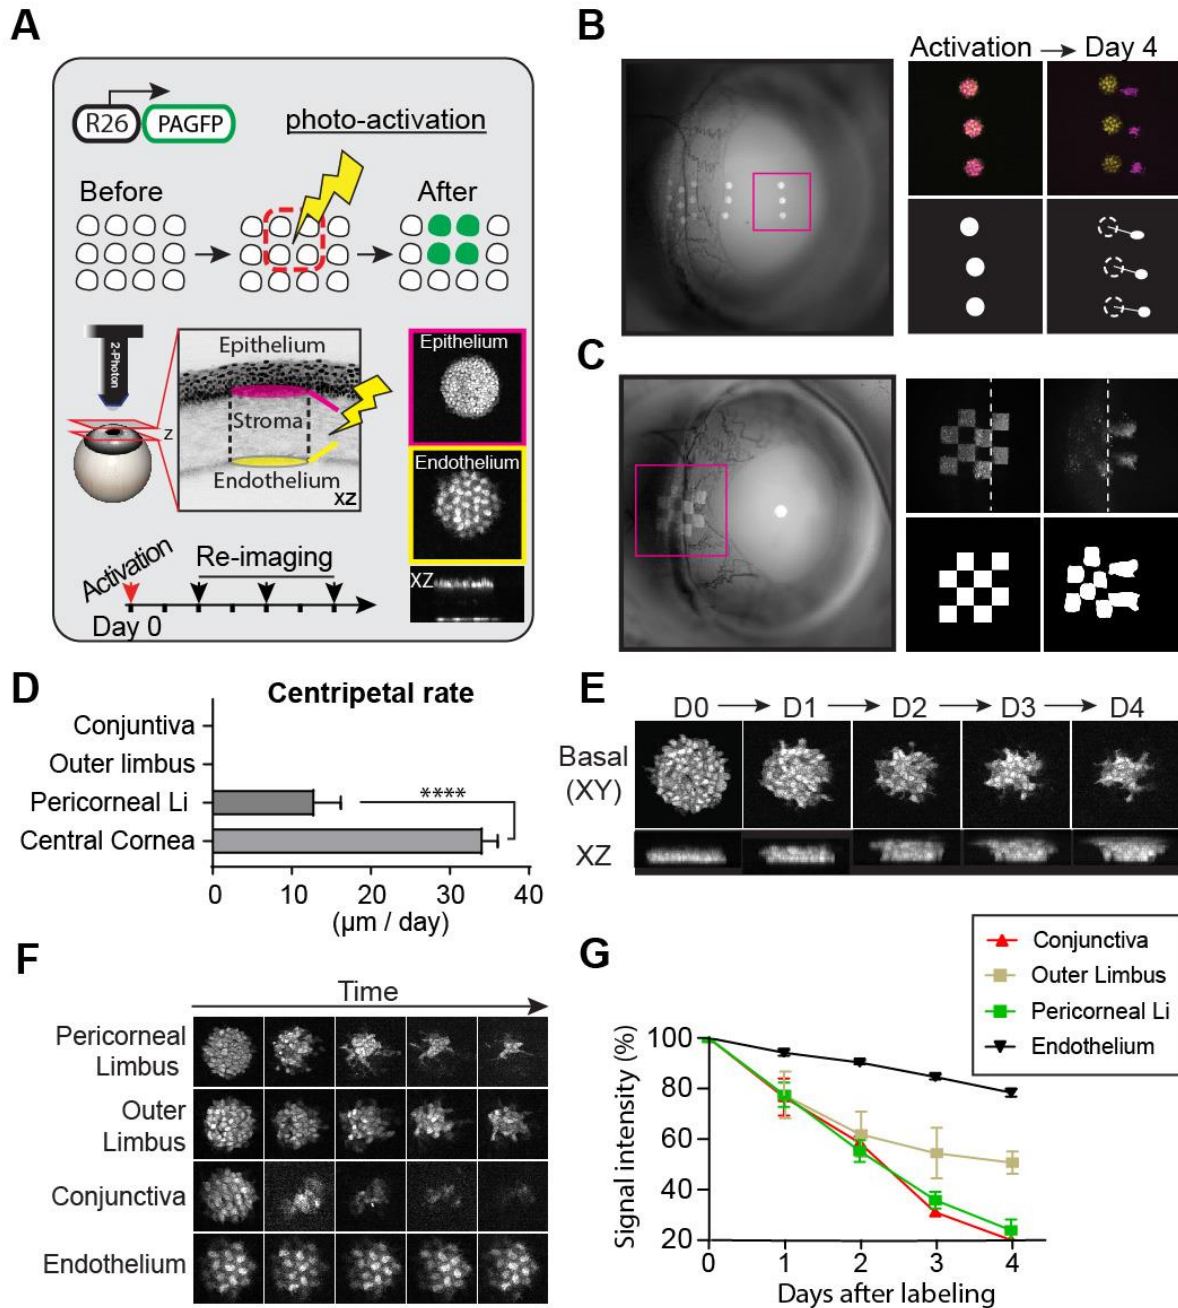 A
R26
PAGFP
photo-activation
Before
After
2-Photon
z
Epithelium
Stroma
Endothelium
XZ
Epithelium
Endothelium
XZ
Activation
Re-imaging
Day 0
B
Activation → Day 4
C
D
Centripetal rate
Conjuntiva
Outer limbus
Pericorneal Li
Central Cornea
****
0 10 20 30 40
(µm / day)
E
D0 → D1 → D2 → D3 → D4
Basal
(XY)
XZ
F
Time
Pericorneal
Limbus
Outer
Limbus
Conjunctiva
Endothelium
G
Conjunctiva
Outer Limbus
Pericorneal Li
Endothelium
Signal intensity (%)
100
80
60
40
20
0 1 2 3 4
Days after labeling